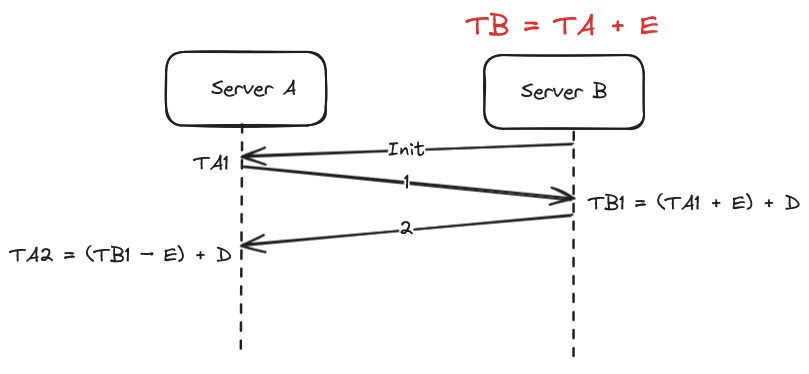 TB = TA + E
Server A
Server B
Init
TA1
1
TB1 = (TA1 + E) + D
2
TA2 = (TB1 - E) + D